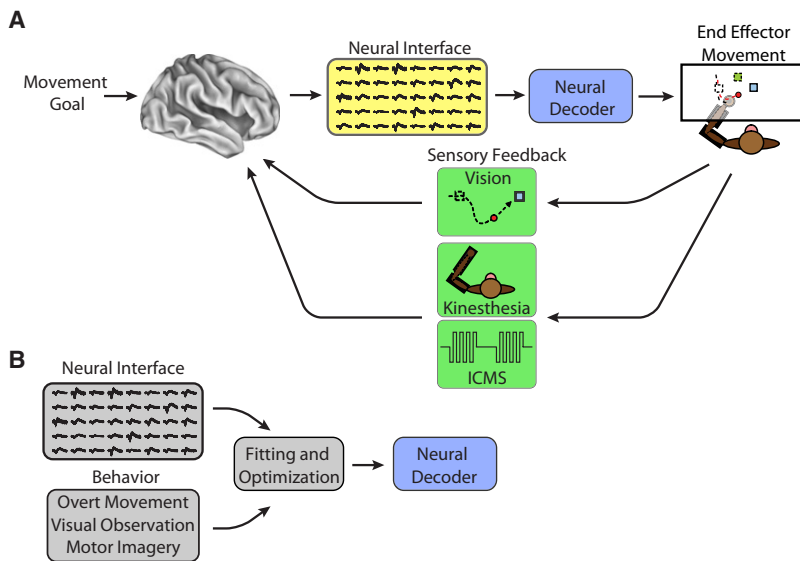 A
Movement
Goal
Neural Interface
Neural
Decoder
End Effector
Movement
Sensory Feedback
Vision
Kinesthesia
ICMS
B
Neural Interface
Behavior
Overt Movement
Visual Observation
Motor Imagery
Fitting and
Optimization
Neural
Decoder